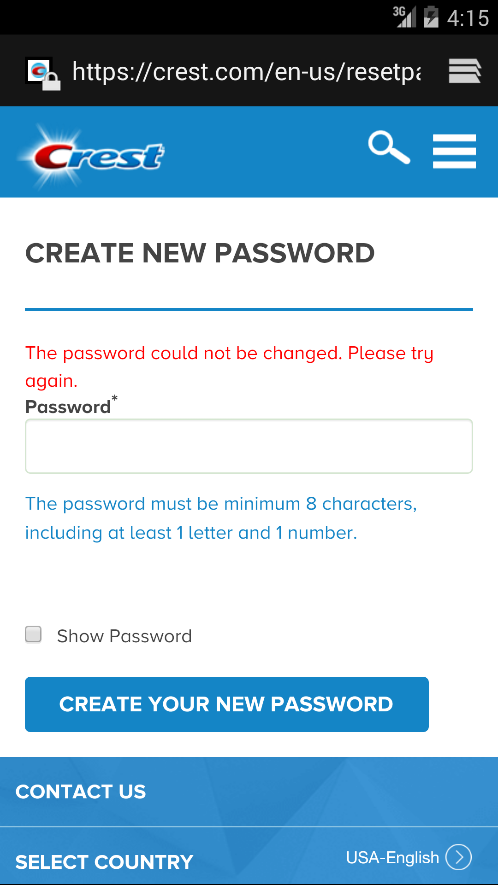 3G 4:15
https://crest.com/en-us/resetpa
Crest
CREATE NEW PASSWORD
The password could not be changed. Please try
again.
Password*
The password must be minimum 8 characters,
including at least 1 letter and 1 number.
Show Password
CREATE YOUR NEW PASSWORD
CONTACT US
SELECT COUNTRY USA-English